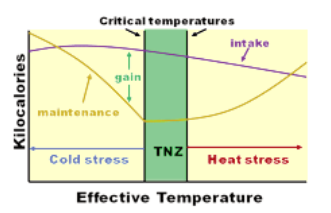 Critical temperatures
intake
gain
maintenance
Kilocalories
Cold stress
TNZ
Heat stress
Effective Temperature